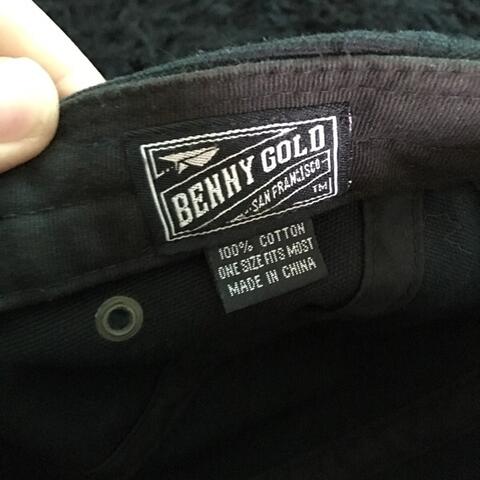 BENNY GOLD
SAN FRANCISCO
TM
100% COTTON
ONE SIZE FITS MOST
MADE IN CHINA